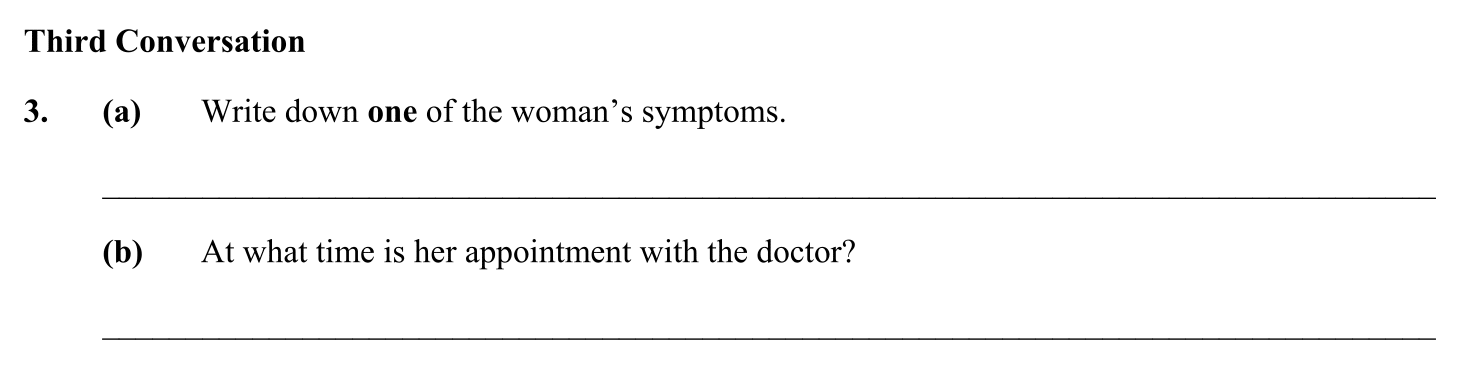 Third Conversation
3. (a) Write down one of the woman’s symptoms.
(b) At what time is her appointment with the doctor?